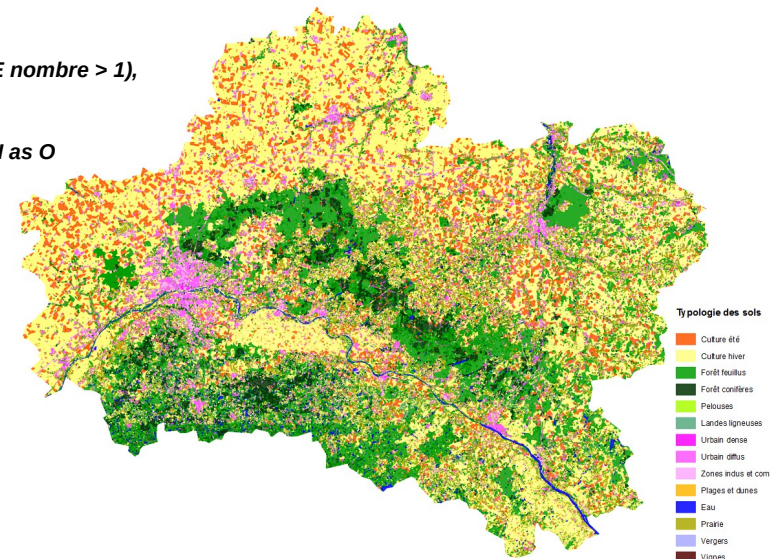 E nombre > 1),
as O
Typologie des sols
Culture été
Culture hiver
Forêt feuillus
Forêt conifères
Pelouses
Landes ligneuses
Urbain dense
Urbain diffus
Zones indus et com
Plages et dunes
Eau
Prairie
Vergers
Vignes